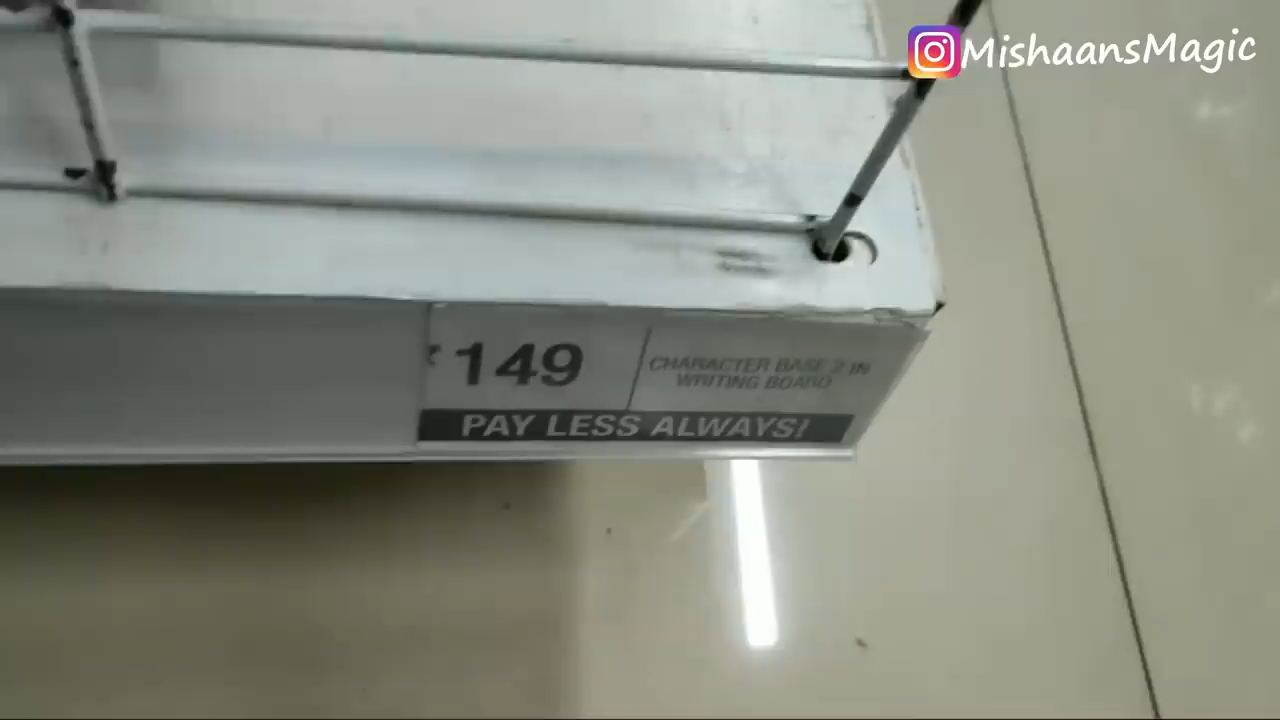 MishaansMagic
₹149
CHARACTER BASE 2 IN
WRITING BOARD
PAY LESS ALWAYS!